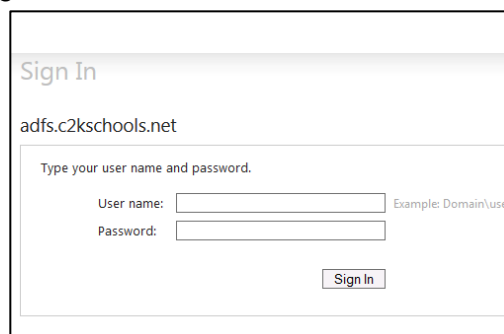 Sign In
adfs.c2kschools.net
Type your user name and password.
User name: Example: Domain\use
Password:
Sign In